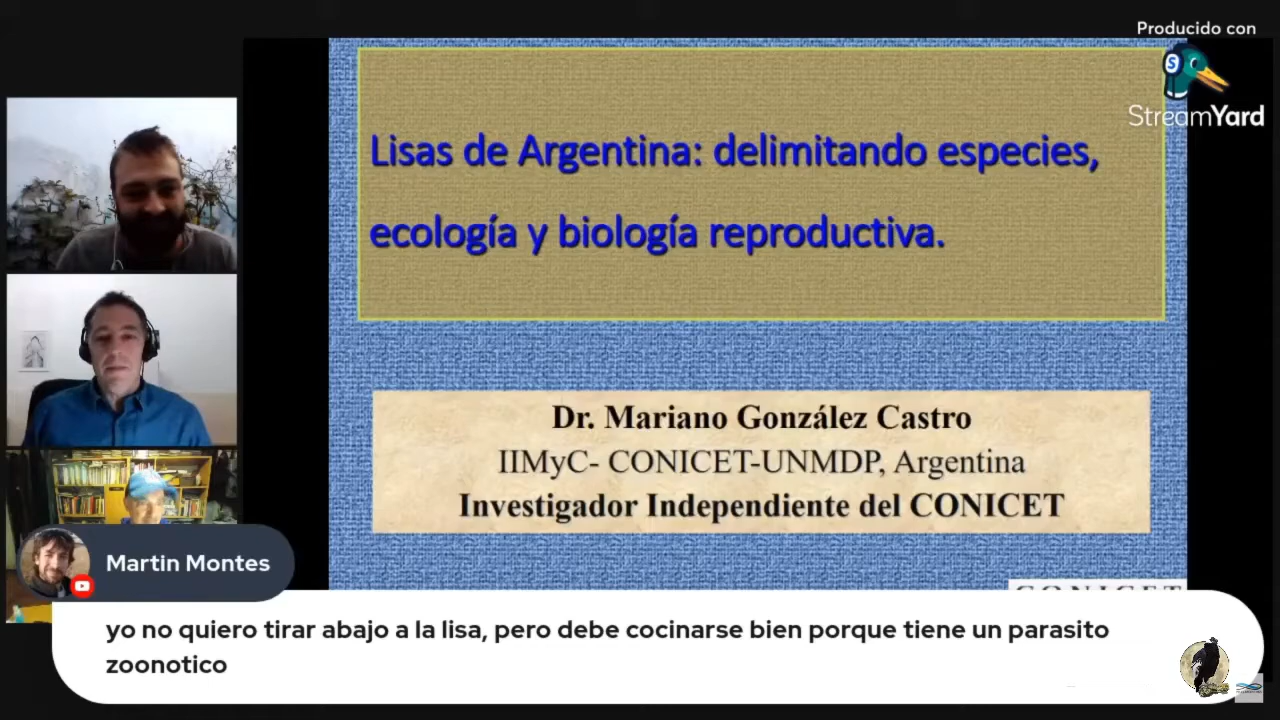 Producido con
StreamYard
Lisas de Argentina: delimitando especies,
ecología y biología reproductiva.
Dr. Mariano González Castro
IIMyC- CONICET-UNMDP, Argentina
Investigador Independiente del CONICET
CONICET
Martin Montes
yo no quiero tirar abajo a la lisa, pero debe cocinarse bien porque tiene un parasito
zoonotico